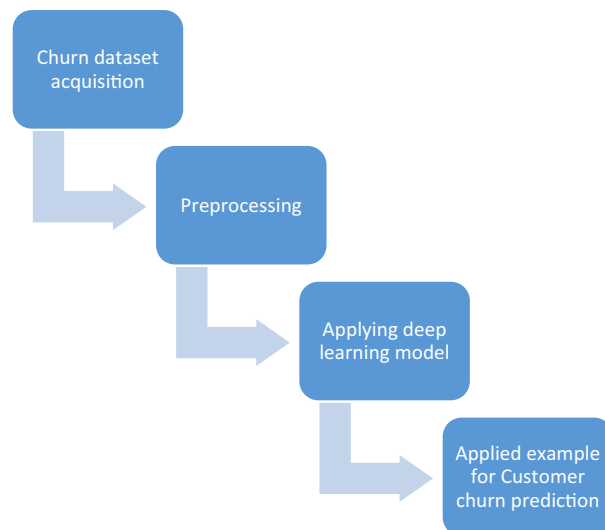 Churn dataset
acquisition
Preprocessing
Applying deep
learning model
Applied example
for Customer
churn prediction